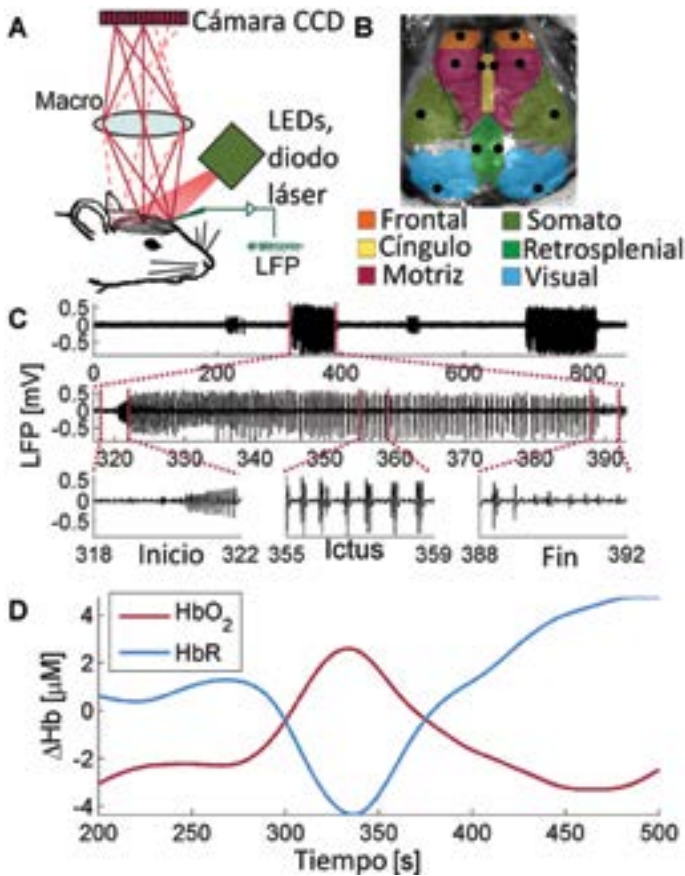 A
Cámara CCD
Macro
LEDs,
diodo
láser
LFP
B
Frontal
Somato
Cíngulo
Retrosplenial
Motriz
Visual
C
0.5
0
-0.5
0
200
400
600
800
LFP [mV]
0.5
0
-0.5
320
330
340
350
360
370
380
390
0.5
0
-0.5
318
Inicio
322
355
Ictus
359
388
Fin
392
D
HbO2
HbR
ΔHb [µM]
4
2
0
-2
-4
200
250
300
350
400
450
500
Tiempo [s]